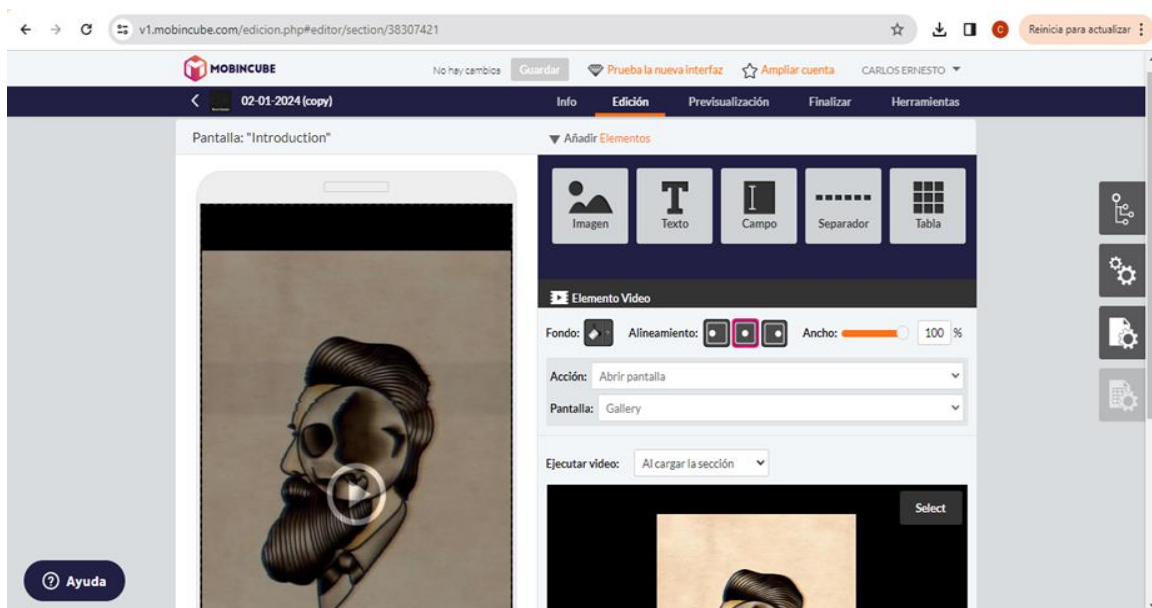 v1.mobincube.com/edicion.php#editor/section/38307421
C
Reinicia para actualizar
MOBINCUBE
No hay cambios
Guardar
Prueba la nueva interfaz
Ampliar cuenta
CARLOS ERNESTO
02-01-2024 (copy)
Info
Edición
Previsualización
Finalizar
Herramientas
Pantalla: "Introduction"
Añadir Elementos
Imagen
Texto
Campo
Separador
Tabla
Elemento Video
Fondo:
Alineamiento:
Ancho:
100 %
Acción: Abrir pantalla
Pantalla: Gallery
Ejecutar video: Al cargar la sección
Select
? Ayuda